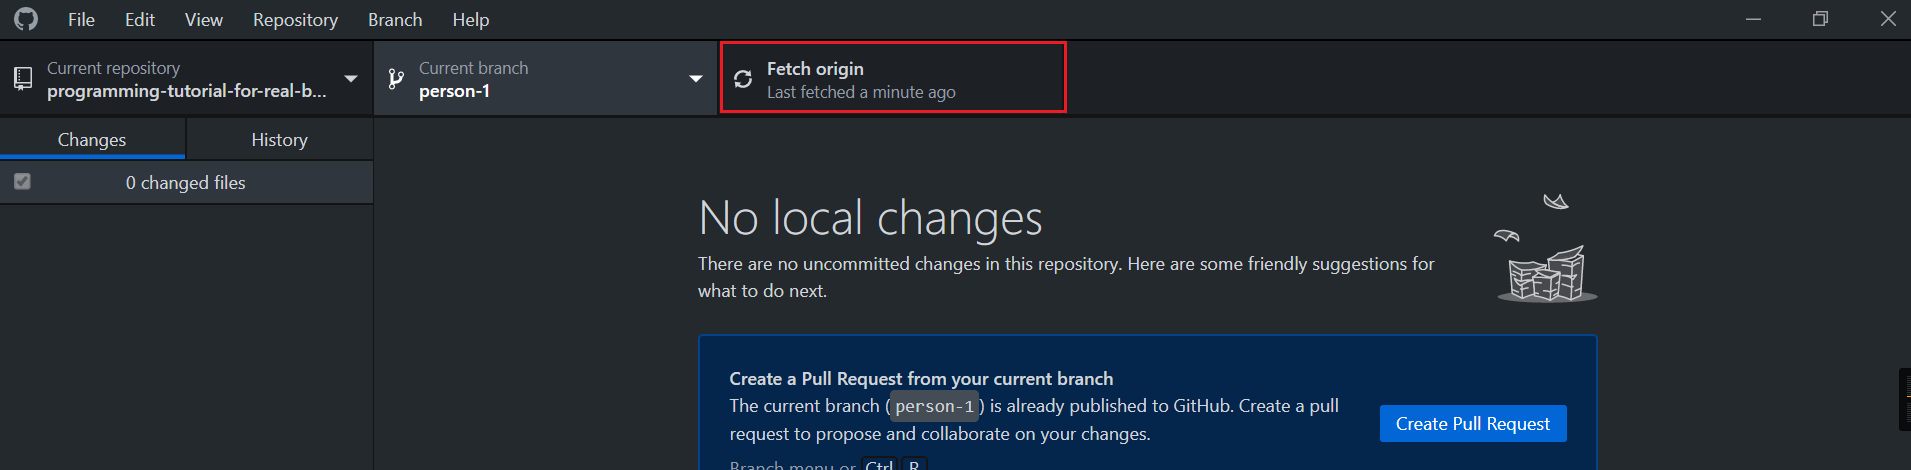 File Edit View Repository Branch Help
Current repository
programming-tutorial-for-real-b...
Current branch
person-1
Fetch origin
Last fetched a minute ago
Changes History
0 changed files
No local changes
There are no uncommitted changes in this repository. Here are some friendly suggestions for
what to do next.
Create a Pull Request from your current branch
The current branch (person-1) is already published to GitHub. Create a pull
request to propose and collaborate on your changes.
Create Pull Request
Branch menu or Ctrl R